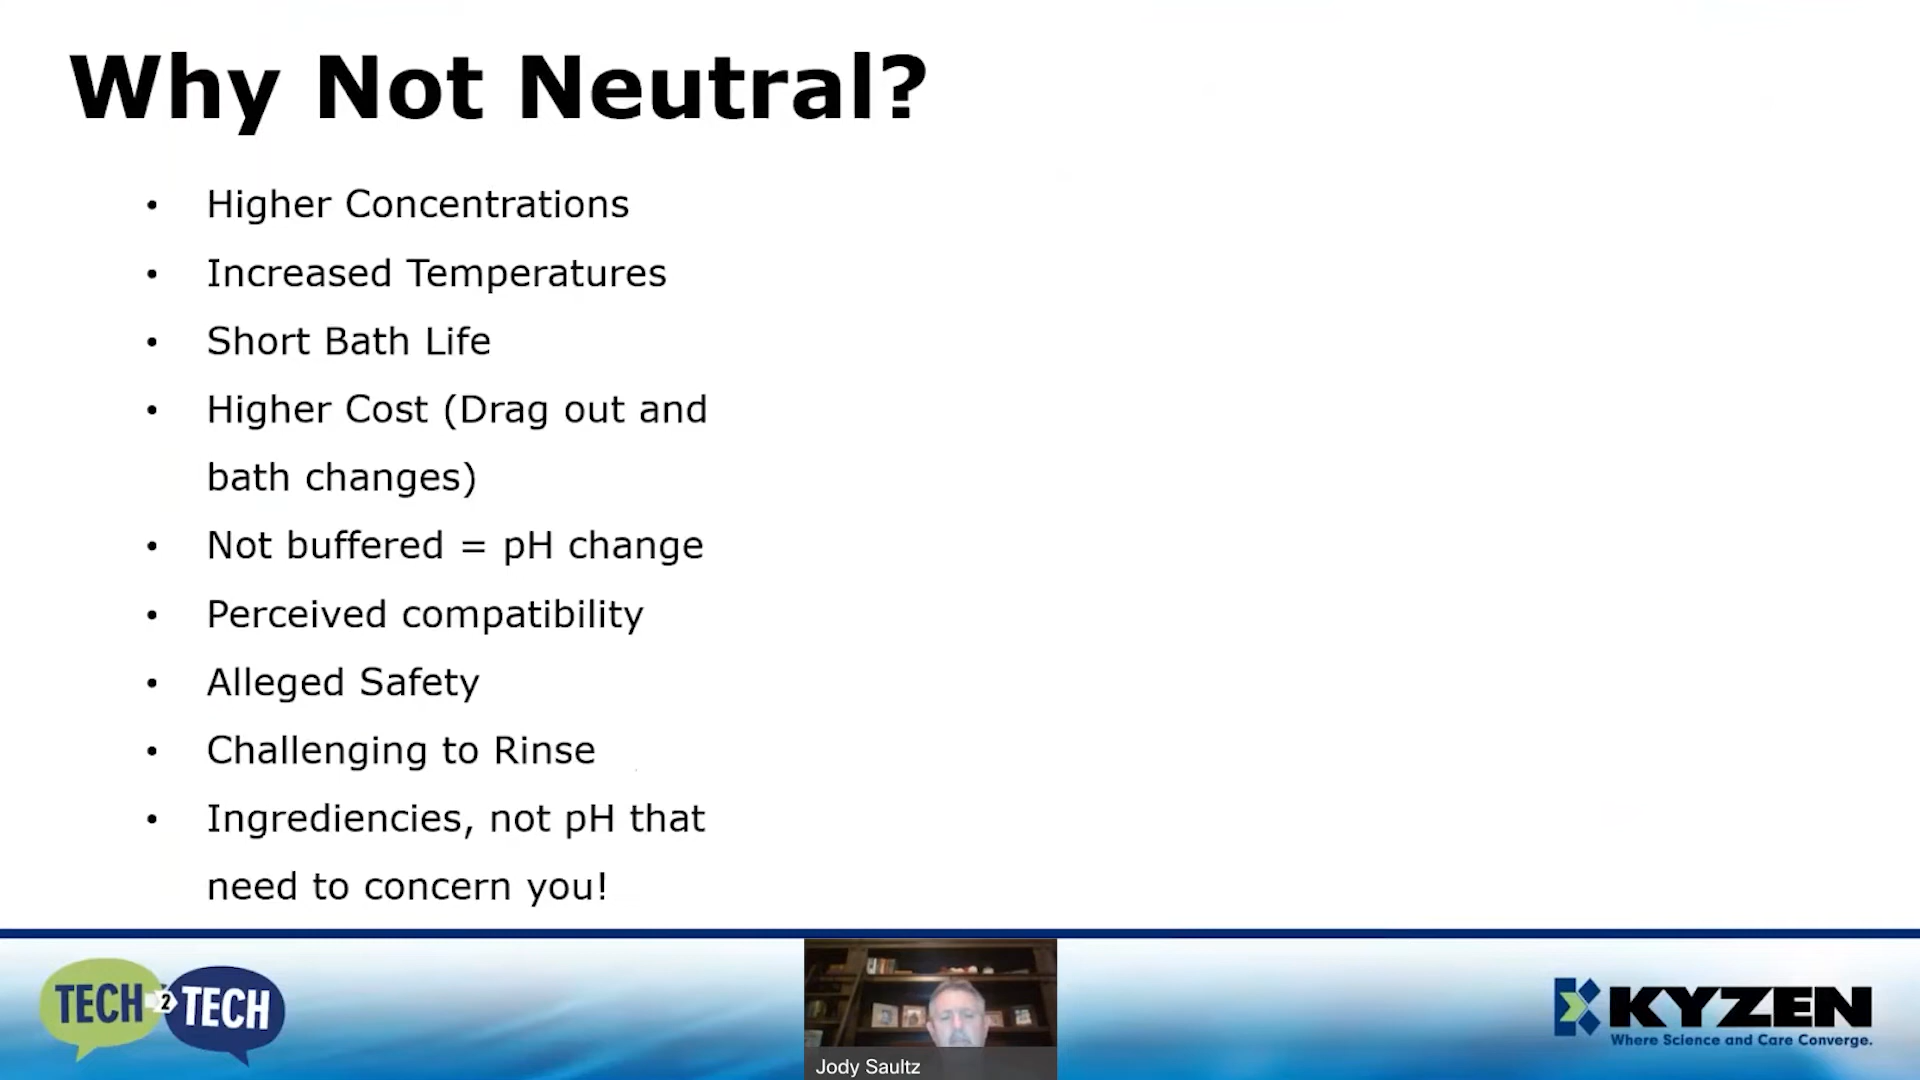 Why Not Neutral?
• Higher Concentrations
• Increased Temperatures
• Short Bath Life
• Higher Cost (Drag out and
bath changes)
• Not buffered = pH change
• Perceived compatibility
• Alleged Safety
• Challenging to Rinse
• Ingrediencies, not pH that
need to concern you!
TECH 2 TECH
Jody Saultz
KYZEN
Where Science and Care Converge.